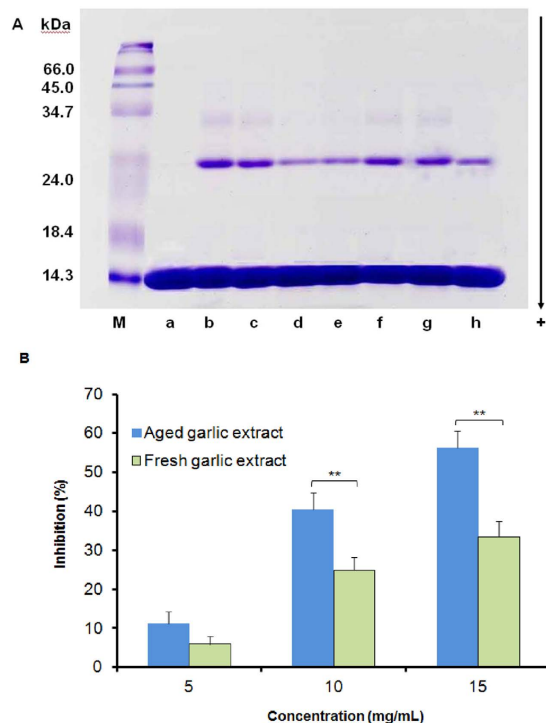 A kDa
66.0
45.0
34.7
24.0
18.4
14.3
M a b c d e f g h +
B
70
60
50
40
30
20
10
0
Aged garlic extract
Fresh garlic extract
**
**
Inhibition (%)
5 10 15
Concentration (mg/mL)